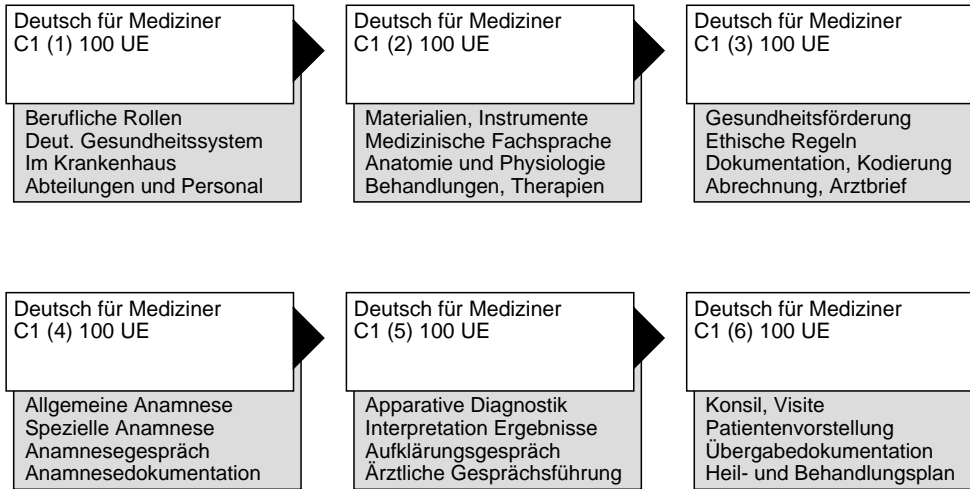 Deutsch für Mediziner
C1 (1) 100 UE
Berufliche Rollen
Deut. Gesundheitssystem
Im Krankenhaus
Abteilungen und Personal
Deutsch für Mediziner
C1 (2) 100 UE
Materialien, Instrumente
Medizinische Fachsprache
Anatomie und Physiologie
Behandlungen, Therapien
Deutsch für Mediziner
C1 (3) 100 UE
Gesundheitsförderung
Ethische Regeln
Dokumentation, Kodierung
Abrechnung, Arztbrief
Deutsch für Mediziner
C1 (4) 100 UE
Allgemeine Anamnese
Spezielle Anamnese
Anamnesegespräch
Anamnesedokumentation
Deutsch für Mediziner
C1 (5) 100 UE
Apparative Diagnostik
Interpretation Ergebnisse
Aufklärungsgespräch
Ärztliche Gesprächsführung
Deutsch für Mediziner
C1 (6) 100 UE
Konsil, Visite
Patientenvorstellung
Übergabedokumentation
Heil- und Behandlungsplan